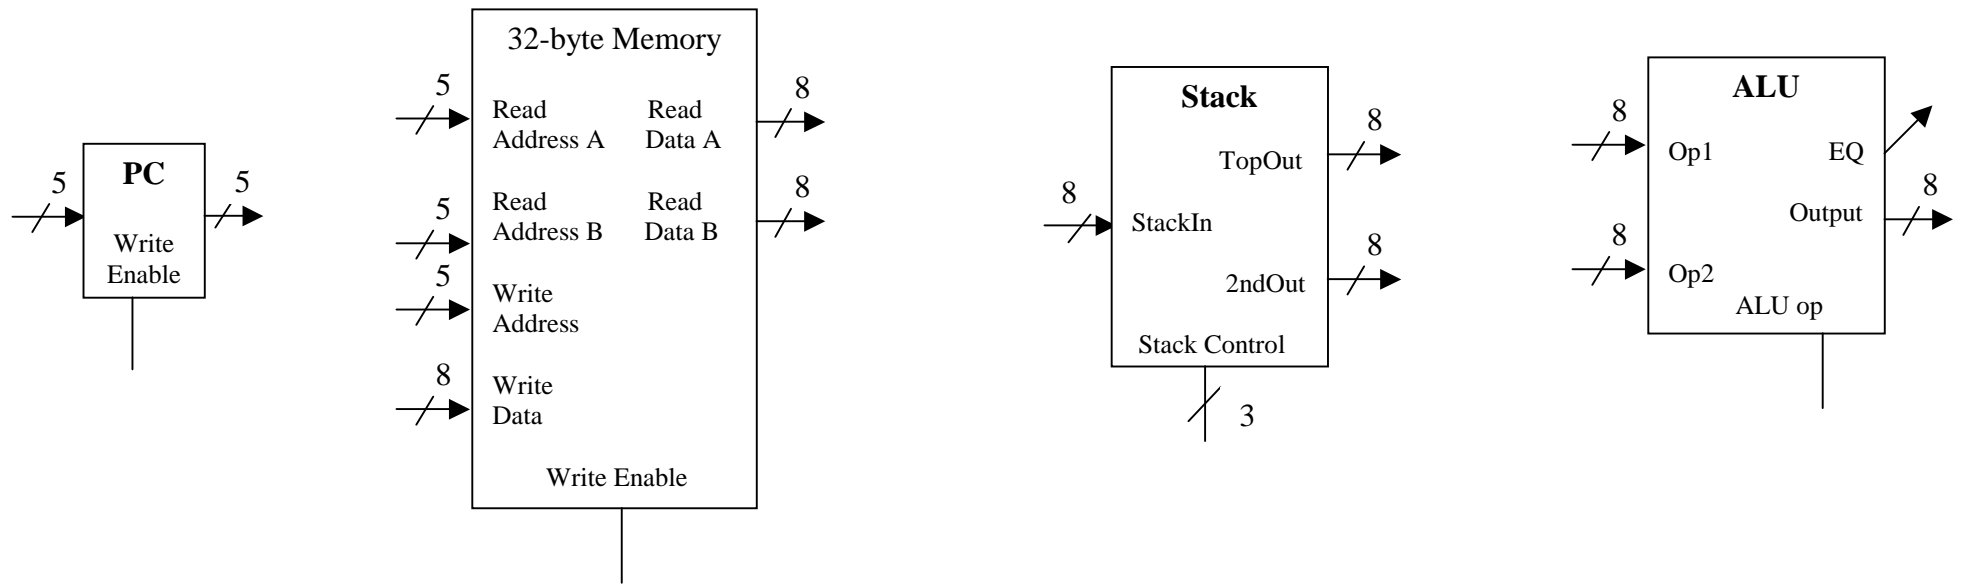 5
PC
5
Write
Enable
32-byte Memory
5
Read
Address A
Read
Data A
8
5
Read
Address B
Read
Data B
8
5
Write
Address
8
Write
Data
Write Enable
Stack
8
StackIn
TopOut
8
2ndOut
8
Stack Control
3
ALU
8
Op1
EQ
Output
8
8
Op2
ALU op